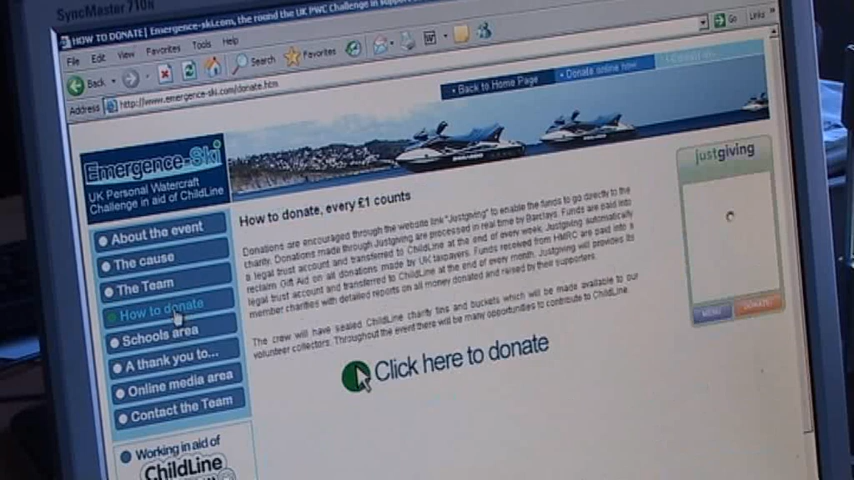 SyncMaster 710N
HOW TO DONATE | Emergence-ski.com, the round the UK PWC Challenge in support
File Edit View Favorites Tools Help
Back Search Favorites
Go Links
Address http://www.emergence-ski.com/donate.htm
• Back to Home Page • Donate online now
Emergence-Ski
UK Personal Watercraft
Challenge in aid of ChildLine
justgiving
MENU DONATE
About the event
The cause
The Team
How to donate
Schools area
A thank you to...
Online media area
Contact the Team
Working in aid of
ChildLine
How to donate, every £1 counts
Donations are encouraged through the website link "Justgiving" to enable the funds to go directly to the
charity. Donations made through Justgiving are processed in real time by Barclays. Funds are paid into
a legal trust account and transferred to ChildLine at the end of every week. Justgiving automatically
reclaim Gift Aid on all donations made by UK taxpayers. Funds received from HMRC are paid into a
legal trust account and transferred to ChildLine at the end of every month. Justgiving will provides its
member charities with detailed reports on all money donated and raised by their supporters.
The crew will have sealed ChildLine charity tins and buckets which will be made available to our
volunteer collectors. Throughout the event there will be many opportunities to contribute to ChildLine.
Click here to donate